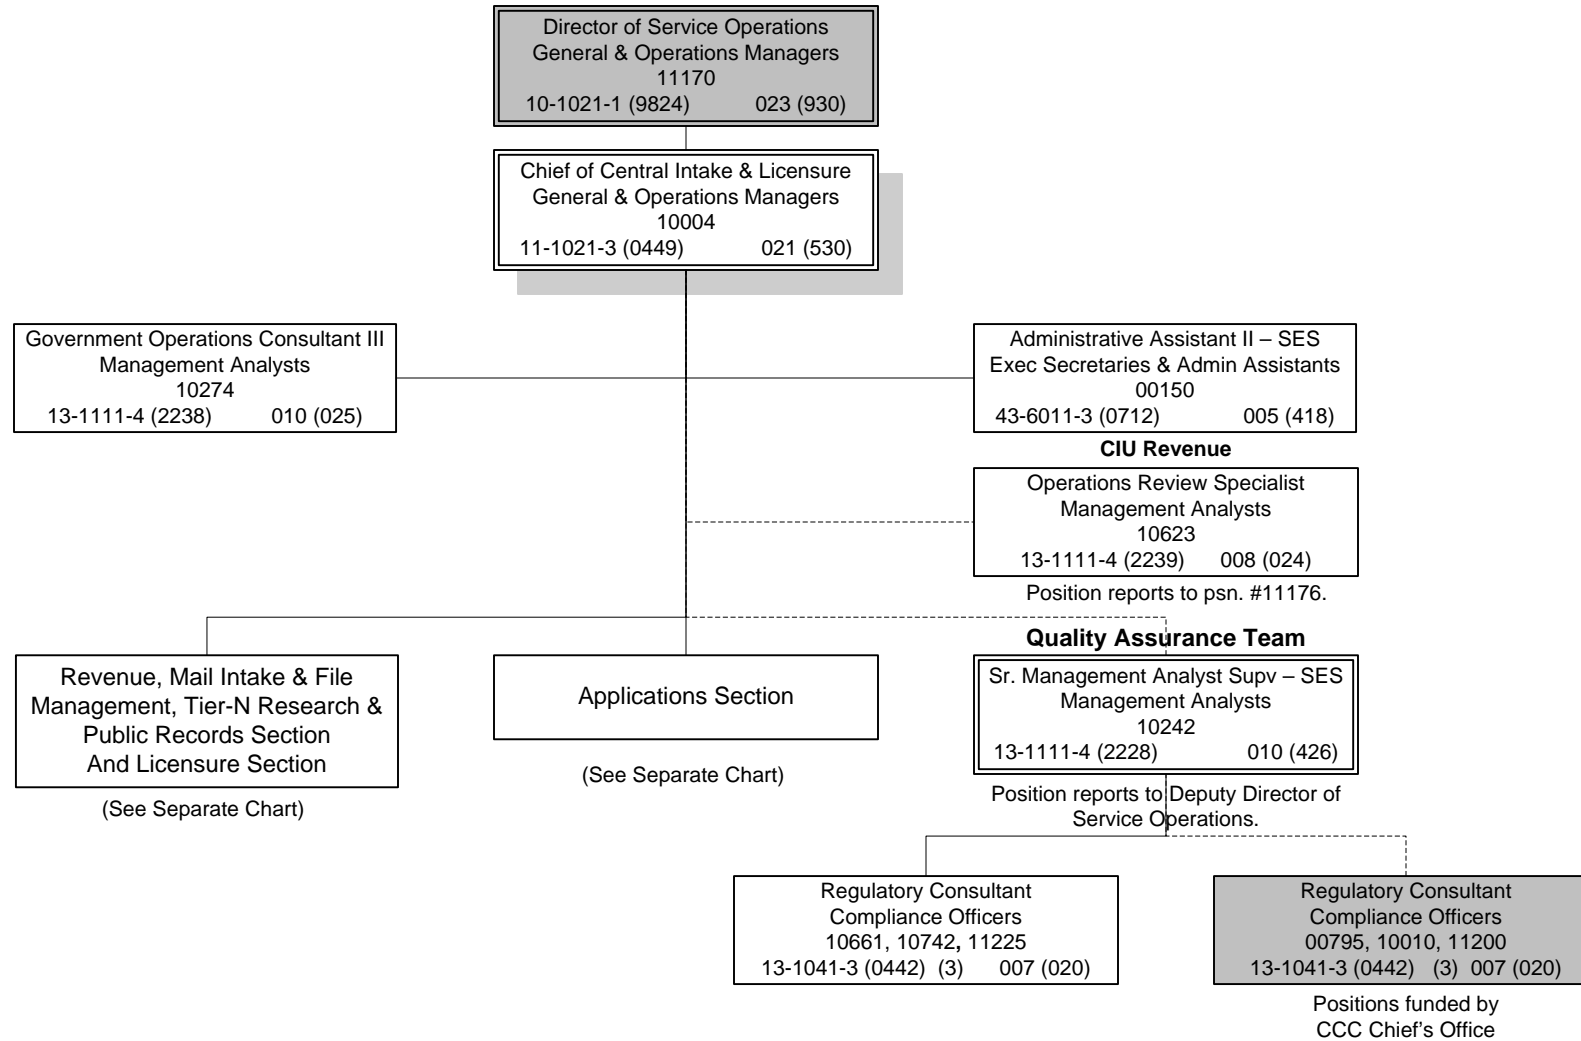 Director of Service Operations
General & Operations Managers
11170
10-1021-1 (9824) 023 (930)
Chief of Central Intake & Licensure
General & Operations Managers
10004
11-1021-3 (0449) 021 (530)
Government Operations Consultant III
Management Analysts
10274
13-1111-4 (2238) 010 (025)
Administrative Assistant II – SES
Exec Secretaries & Admin Assistants
00150
43-6011-3 (0712) 005 (418)
CIU Revenue
Operations Review Specialist
Management Analysts
10623
13-1111-4 (2239) 008 (024)
Position reports to psn. #11176.
Revenue, Mail Intake & File
Management, Tier-N Research &
Public Records Section
And Licensure Section
(See Separate Chart)
Applications Section
(See Separate Chart)
Quality Assurance Team
Sr. Management Analyst Supv – SES
Management Analysts
10242
13-1111-4 (2228) 010 (426)
Position reports to Deputy Director of
Service Operations.
Regulatory Consultant
Compliance Officers
10661, 10742, 11225
13-1041-3 (0442) (3) 007 (020)
Regulatory Consultant
Compliance Officers
00795, 10010, 11200
13-1041-3 (0442) (3) 007 (020)
Positions funded by
CCC Chief's Office